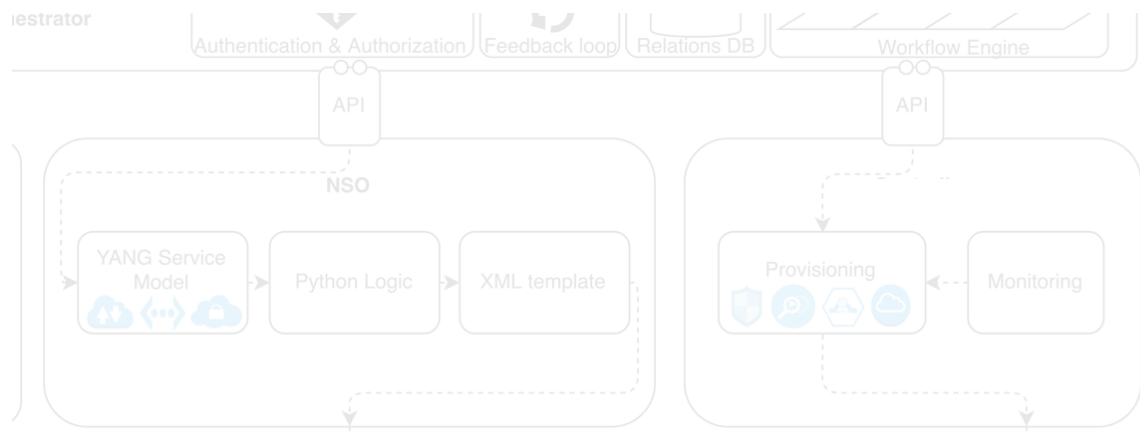 hestrator
Authentication & Authorization
Feedback loop
Relations DB
Workflow Engine
API
API
NSO
YANG Service
Model
Python Logic
XML template
Provisioning
Monitoring